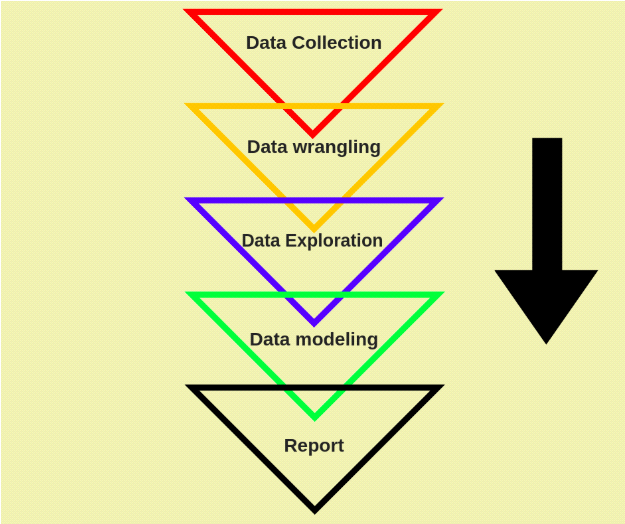 Data Collection
Data wrangling
Data Exploration
Data modeling
Report